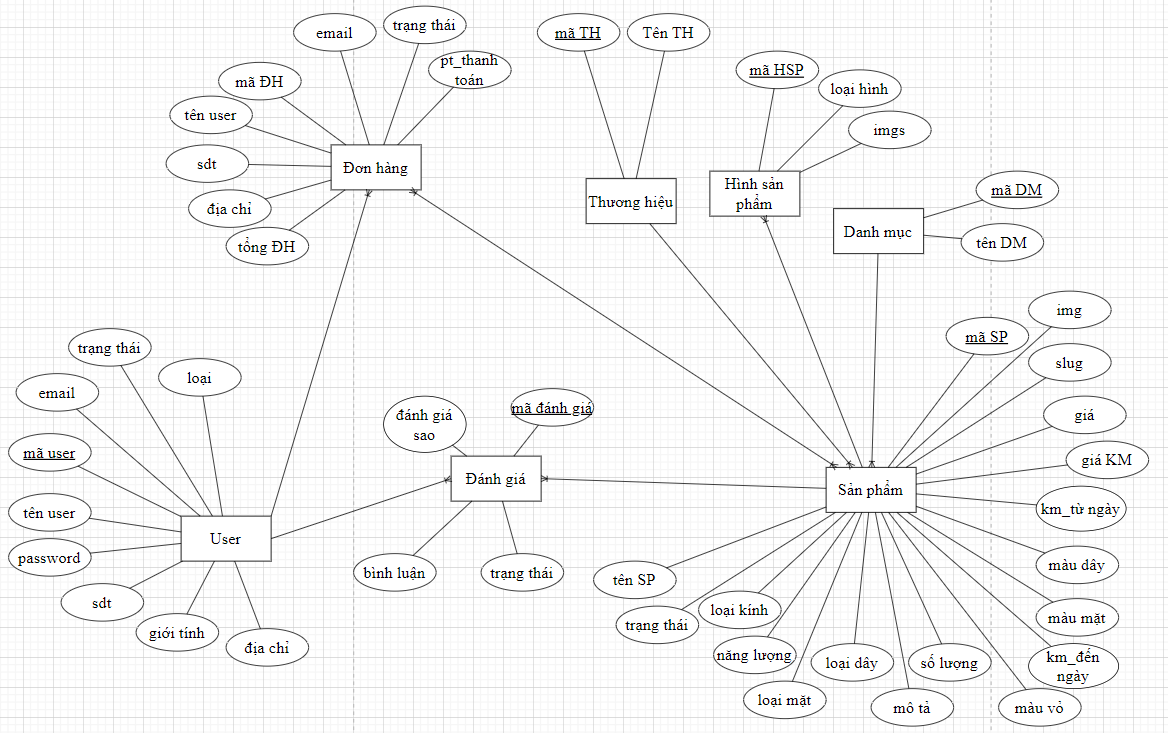 email
trạng thái
pt_thanh
toán
mã ĐH
tên user
sdt
địa chỉ
tổng ĐH
Đơn hàng
mã TH
Tên TH
Thương hiệu
mã HSP
loại hình
imgs
Hình sản
phẩm
mã DM
tên DM
Danh mục
trạng thái
loại
email
mã user
tên user
password
sdt
giới tính
địa chỉ
User
đánh giá
sao
mã đánh giá
Đánh giá
bình luận
trạng thái
mã SP
img
slug
giá
giá KM
km_từ ngày
Sản phẩm
màu dây
màu mặt
km_đến
ngày
màu vỏ
tên SP
trạng thái
loại kính
năng lượng
loại mặt
loại dây
số lượng
mô tả